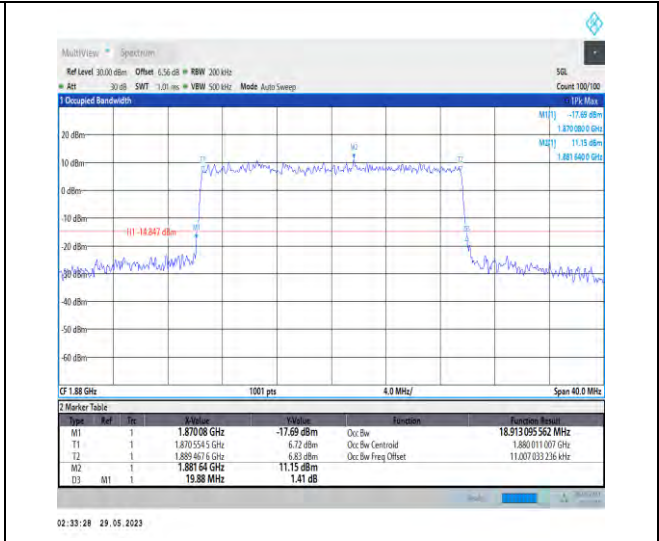 MultiView Spectrum
Ref Level 30.00 dBm Offset 6.56 dB RBW 200 kHz SGL
Att 30 dB SWT 1.01 ms VBW 500 kHz Mode Auto Sweep Count 100/100
1 Occupied Bandwidth 1Pk Max
M1[1] -17.69 dBm
1.870 080 0 GHz
M2[1] 11.15 dBm
1.881 640 0 GHz
20 dBm
M2
T1 T2
10 dBm
0 dBm
-10 dBm
H1 -14.847 dBm
M1
-20 dBm
-30 dBm
-40 dBm
-50 dBm
-60 dBm
CF 1.88 GHz 1001 pts 4.0 MHz/ Span 40.0 MHz
2 Marker Table
Type Ref Trc X-Value Y-Value Function Function Result
M1 1 1.87008 GHz -17.69 dBm Occ Bw 18.913 095 562 MHz
T1 1 1.870 554 5 GHz 6.72 dBm Occ Bw Centroid 1.880 011 007 GHz
T2 1 1.889 467 6 GHz 6.83 dBm Occ Bw Freq Offset 11.007 033 236 kHz
M2 1 1.881 64 GHz 11.15 dBm
D3 M1 1 19.88 MHz 1.41 dB
02:33:28 29.05.2023